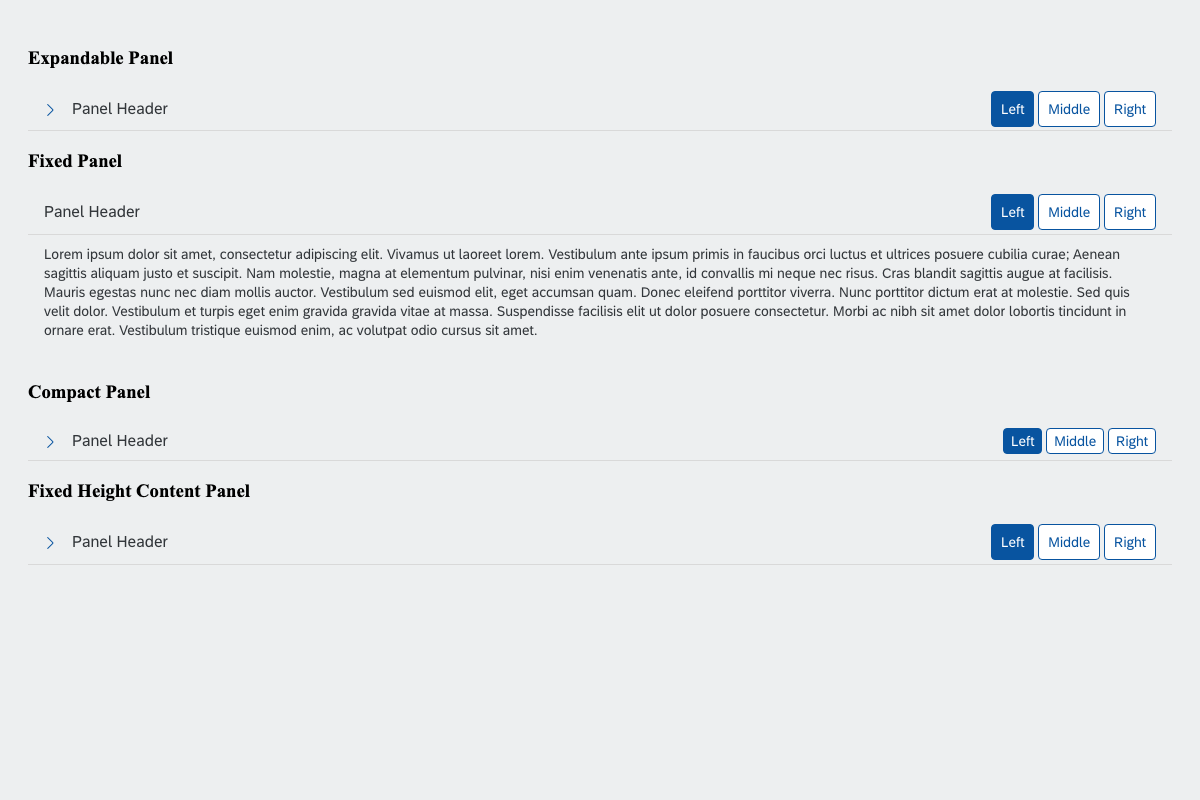 Expandable Panel
Panel Header Left Middle Right
Fixed Panel
Panel Header Left Middle Right
Lorem ipsum dolor sit amet, consectetur adipiscing elit. Vivamus ut laoreet lorem. Vestibulum ante ipsum primis in faucibus orci luctus et ultrices posuere cubilia curae; Aenean
sagittis aliquam justo et suscipit. Nam molestie, magna at elementum pulvinar, nisi enim venenatis ante, id convallis mi neque nec risus. Cras blandit sagittis augue at facilisis.
Mauris egestas nunc nec diam mollis auctor. Vestibulum sed euismod elit, eget accumsan quam. Donec eleifend porttitor viverra. Nunc porttitor dictum erat at molestie. Sed quis
velit dolor. Vestibulum et turpis eget enim gravida gravida vitae at massa. Suspendisse facilisis elit ut dolor posuere consectetur. Morbi ac nibh sit amet dolor lobortis tincidunt in
ornare erat. Vestibulum tristique euismod enim, ac volutpat odio cursus sit amet.
Compact Panel
Panel Header Left Middle Right
Fixed Height Content Panel
Panel Header Left Middle Right